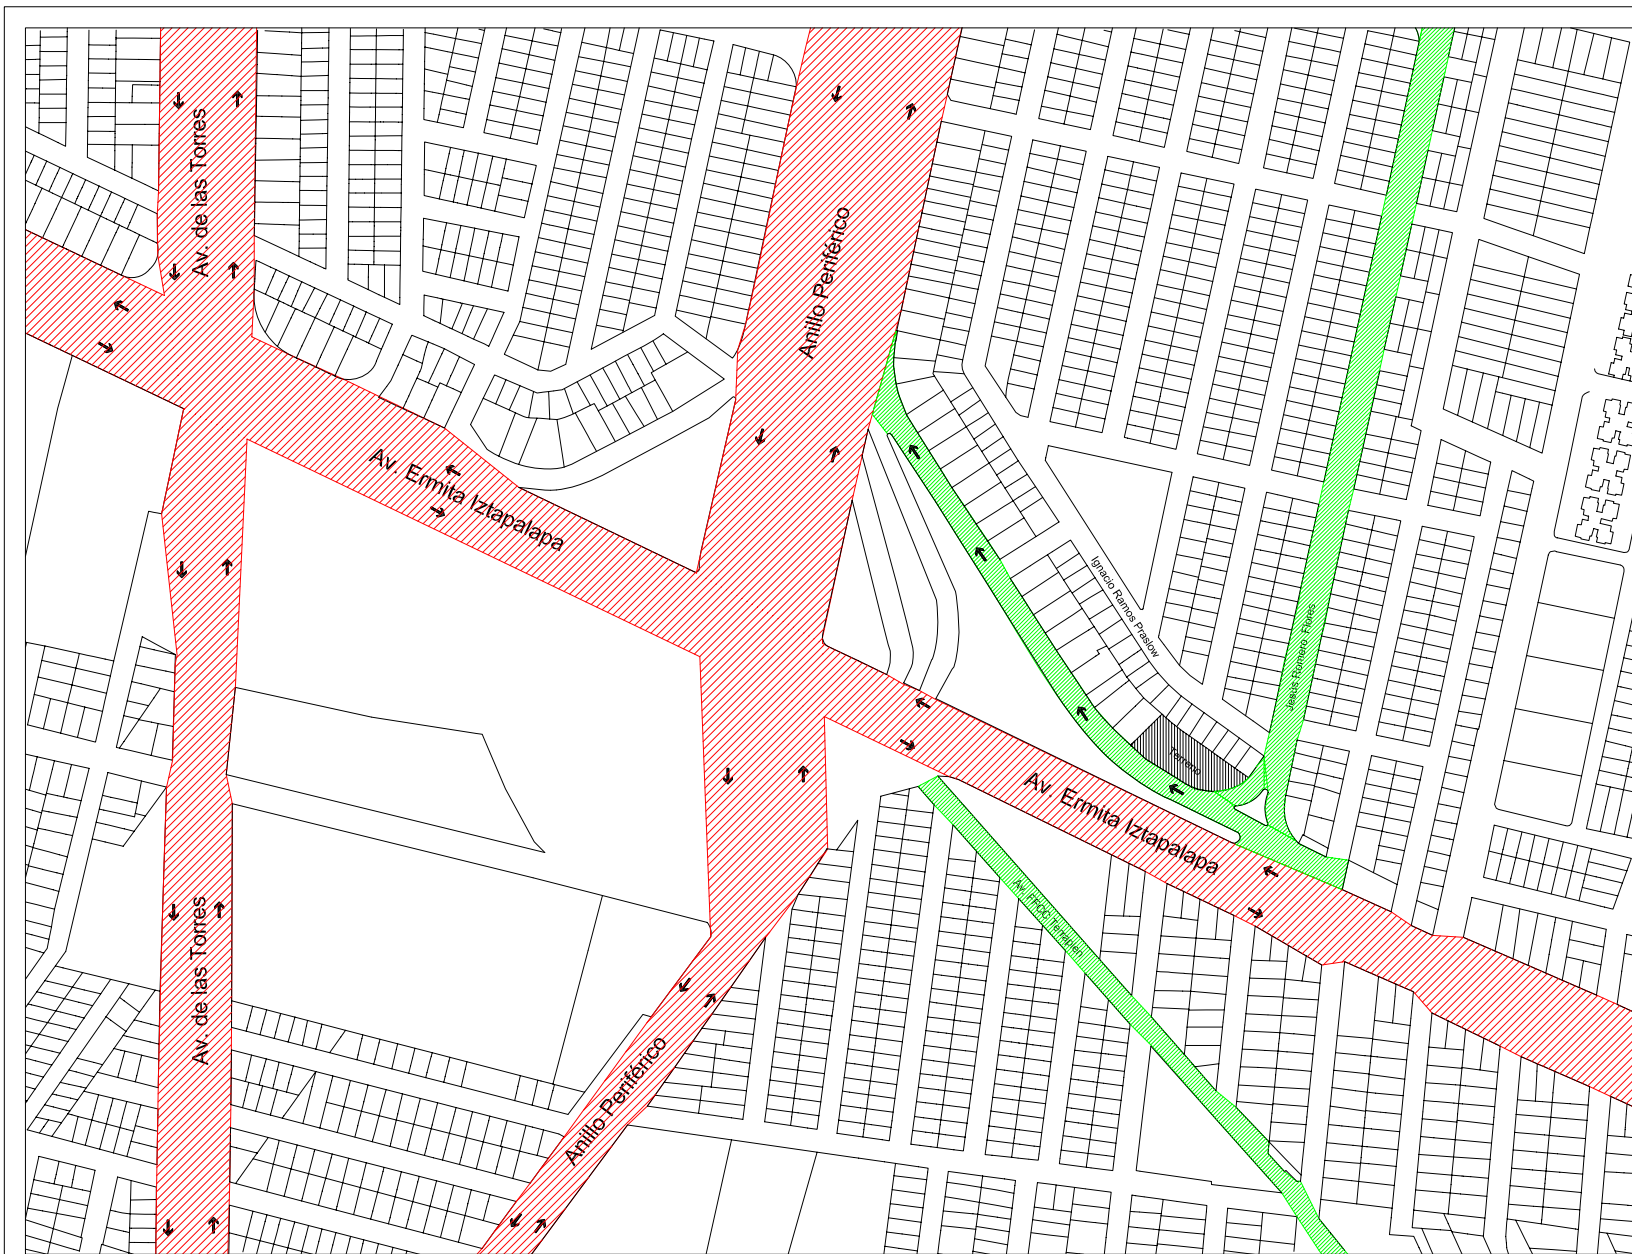 Av. de las Torres
Anillo Periférico
Av. Ermita Iztapalapa
Ignacio Ramos Praslow
Jesús Romero Flores
Terreno
Av. Ermita Iztapalapa
Av. FFCC Terraplen
Av. de las Torres
Anillo Periférico